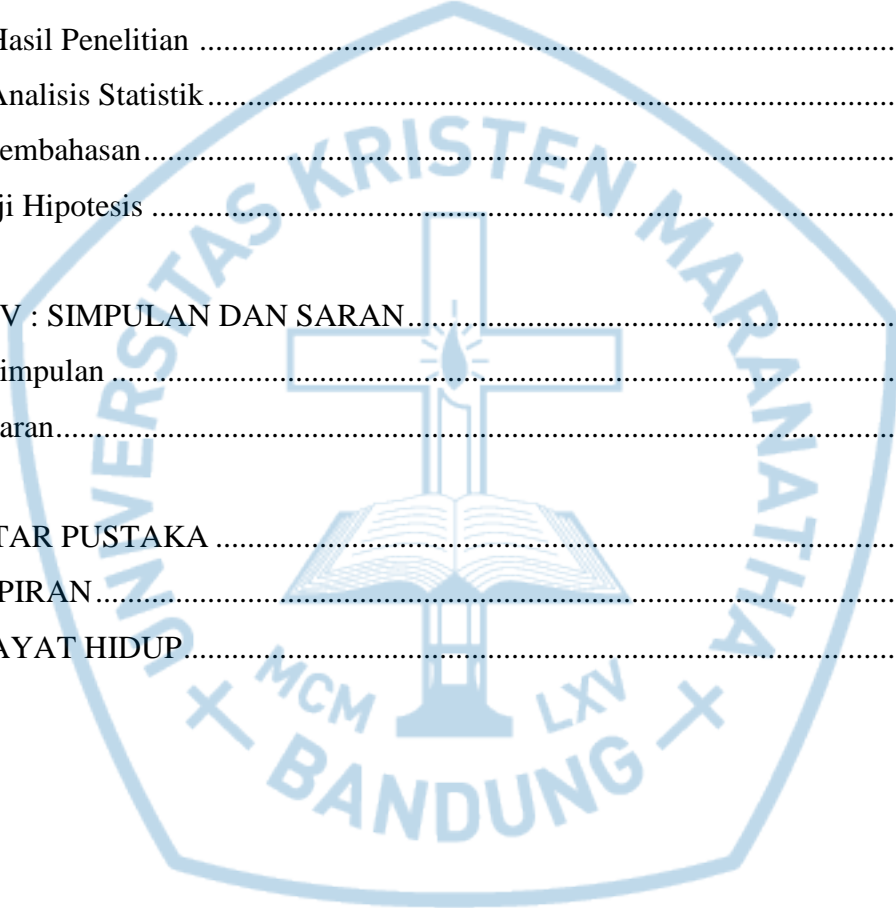 Hasil Penelitian ........................................................................................
Analisis Statistik ........................................................................................
embahasan ........................................................................................
ji Hipotesis ........................................................................................
V : SIMPULAN DAN SARAN ............................................................
impulan ........................................................................................
aran ........................................................................................
TAR PUSTAKA ........................................................................................
PIRAN ........................................................................................
AYAT HIDUP ........................................................................................
UNIVERSITAS KRISTEN MARANATHA
MCM LXV
BANDUNG